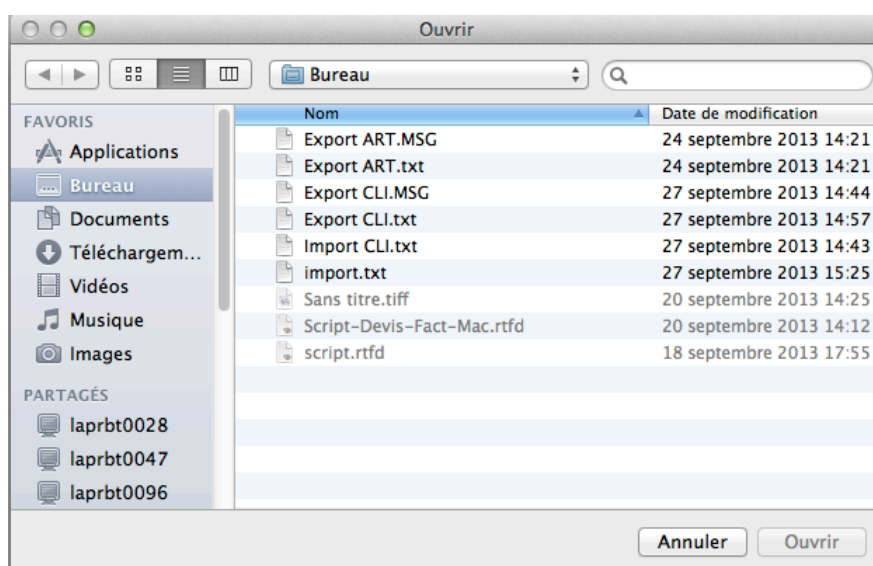 Ouvrir
Bureau
Nom Date de modification
FAVORIS
Applications
Bureau
Documents
Téléchargem...
Vidéos
Musique
Images
PARTAGÉS
laprbt0028
laprbt0047
laprbt0096
Export ART.MSG 24 septembre 2013 14:21
Export ART.txt 24 septembre 2013 14:21
Export CLI.MSG 27 septembre 2013 14:44
Export CLI.txt 27 septembre 2013 14:57
Import CLI.txt 27 septembre 2013 14:43
import.txt 27 septembre 2013 15:25
Sans titre.tiff 20 septembre 2013 14:25
Script-Devis-Fact-Mac.rtfd 20 septembre 2013 14:12
script.rtfd 18 septembre 2013 17:55
Annuler Ouvrir